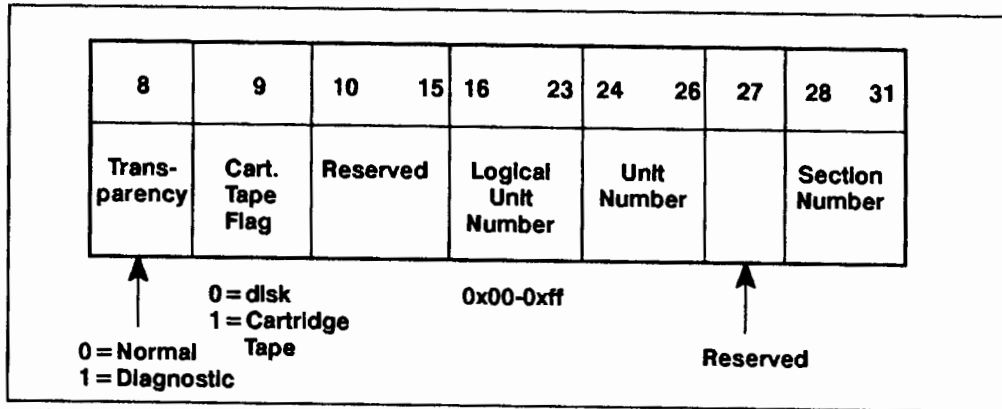 8 9 10 15 16 23 24 26 27 28 31
Trans-
parency
Cart.
Tape
Flag
Reserved
Logical
Unit
Number
Unit
Number
Section
Number
0=disk
1=Cartridge
Tape
0x00-0xff
0=Normal
1=Diagnostic
Reserved